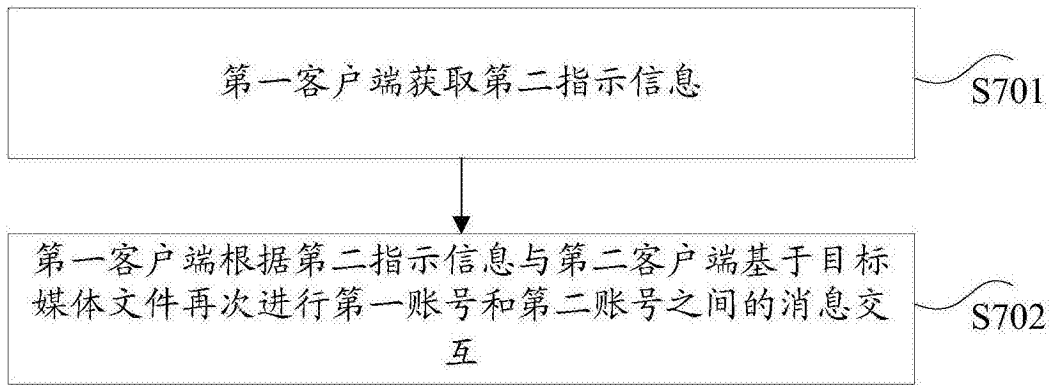 第一客户端获取第二指示信息
S701
第一客户端根据第二指示信息与第二客户端基于目标
媒体文件再次进行第一账号和第二账号之间的消息交
互
S702